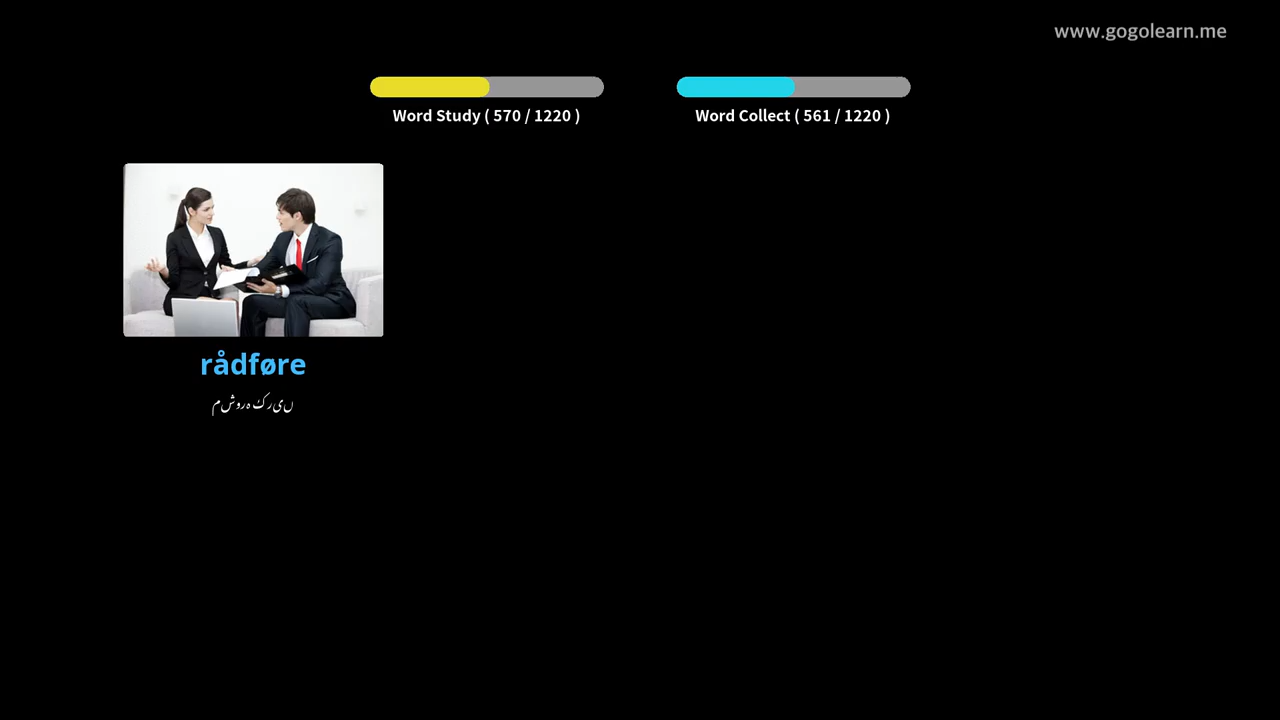 www.gogolearn.me
Word Study ( 570 / 1220 )
Word Collect ( 561 / 1220 )
rådføre
مشورہ کریں